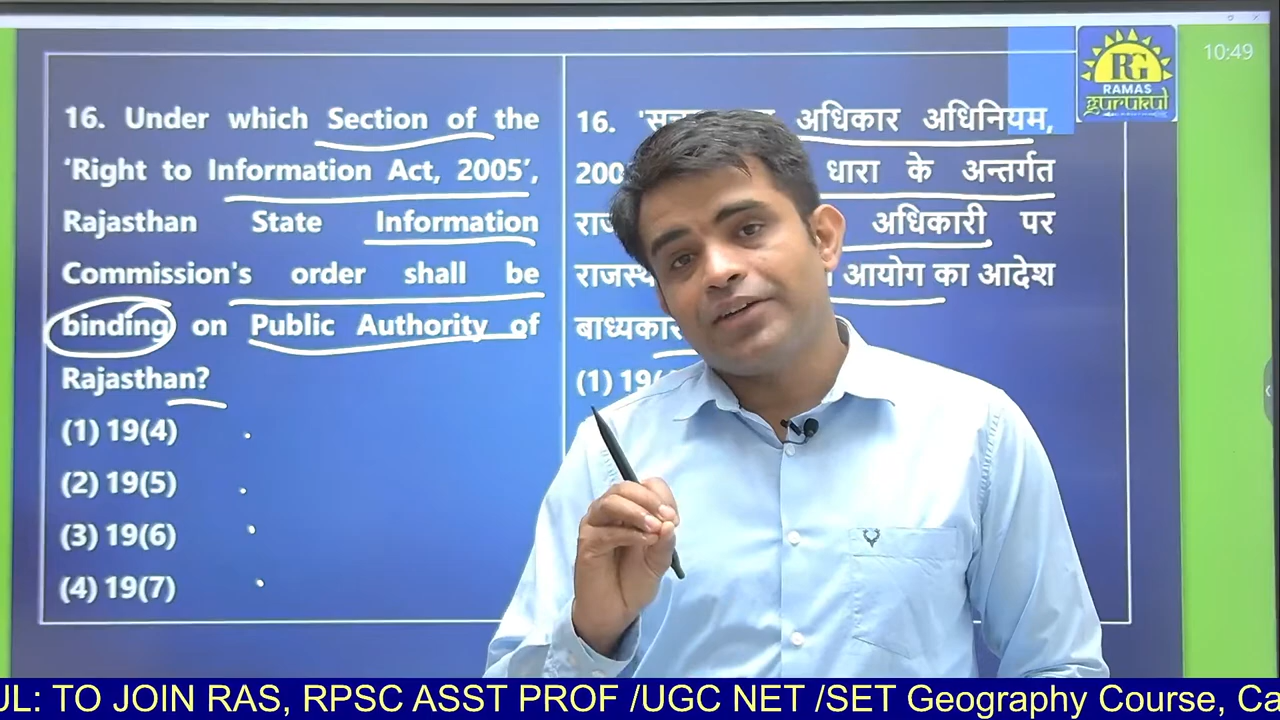 10:49
RG
RAMAS
gurukul
16. Under which Section of the
‘Right to Information Act, 2005’,
Rajasthan State Information
Commission's order shall be
binding on Public Authority of
Rajasthan?
(1) 19(4)
(2) 19(5)
(3) 19(6)
(4) 19(7)
16. अधिकार अधिनियम,
धारा के अन्तर्गत
अधिकारी पर
आयोग का आदेश
(1)
UL: TO JOIN RAS, RPSC ASST PROF /UGC NET /SET Geography Course, Ca